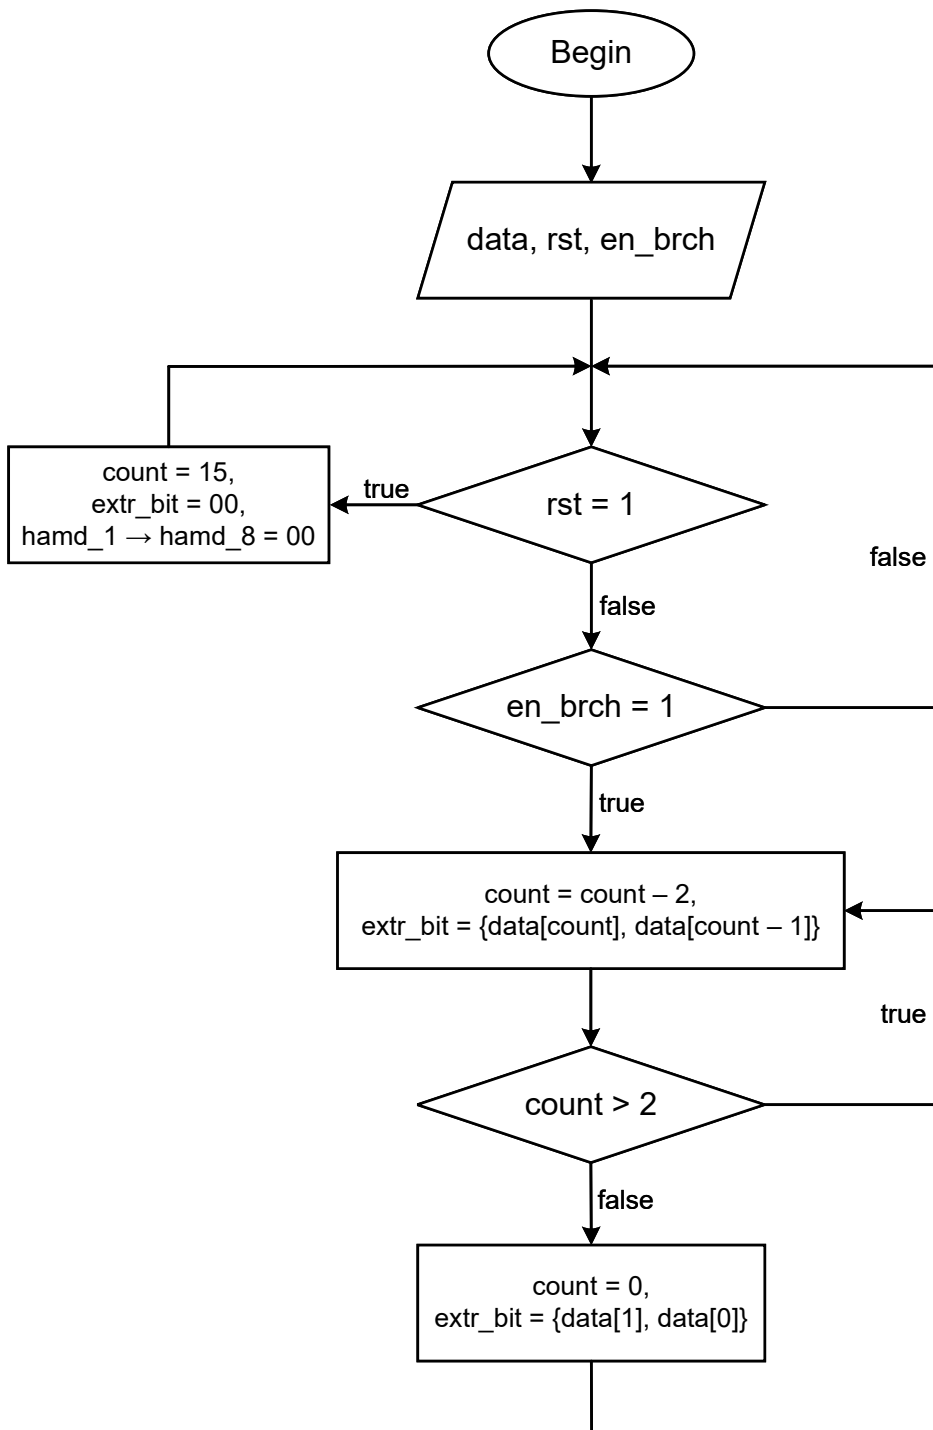 Begin
data, rst, en_brch
count = 15,
extr_bit = 00,
hamd_1 → hamd_8 = 00
true
rst = 1
false
false
en_brch = 1
true
count = count – 2,
extr_bit = {data[count], data[count – 1]}
true
count > 2
false
count = 0,
extr_bit = {data[1], data[0]}